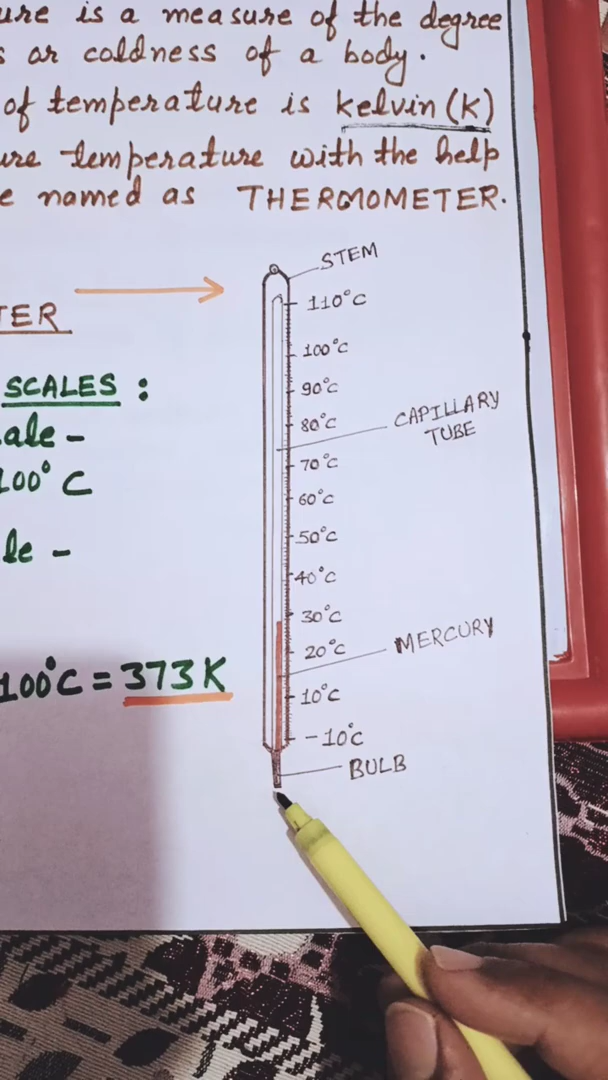 ure is a measure of the degree
s or coldness of a body.
of temperature is kelvin (K)
ure temperature with the help
e named as THERMOMETER.
STEM
110°C
TER
100°C
SCALES :
90°C
ale -
80°C
CAPILLARY
TUBE
100° C
70°C
60°C
le -
50°C
40°C
30°C
20°C
MERCURY
100°C = 373 K
10°C
-10°C
BULB